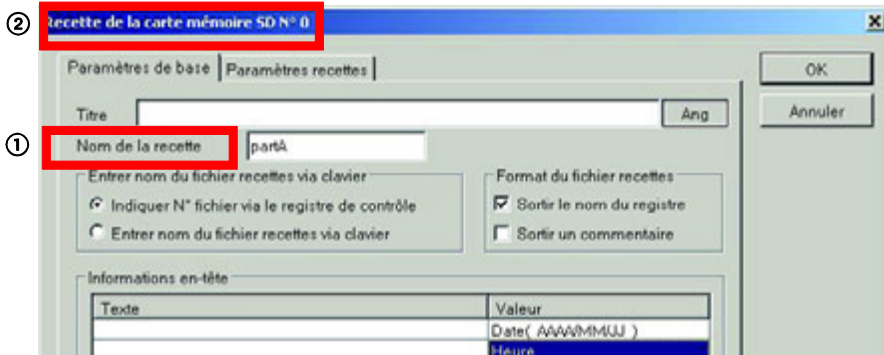 ② Recette de la carte mémoire SD N° 0
Paramètres de base Paramètres recettes OK
Titre Ang Annuler
① Nom de la recette partA
Entrer nom du fichier recettes via clavier Format du fichier recettes
Indiquer N° fichier via le registre de contrôle Sortir le nom du registre
Entrer nom du fichier recettes via clavier Sortir un commentaire
Informations en-tête
Texte Valeur
Date( AAAA/MM/JJ )
Heure